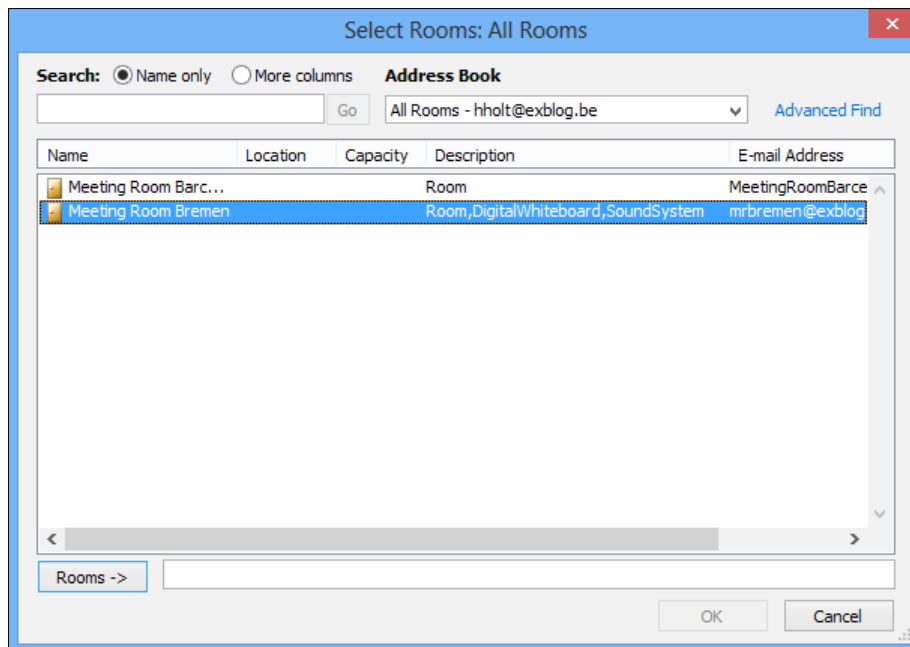 Select Rooms: All Rooms
Search: Name only More columns Address Book
Go All Rooms - hholt@exblog.be Advanced Find
Name Location Capacity Description E-mail Address
Meeting Room Barc... Room MeetingRoomBarce
Meeting Room Bremen Room,DigitalWhiteboard,SoundSystem mrbremen@exblog
Rooms ->
OK Cancel